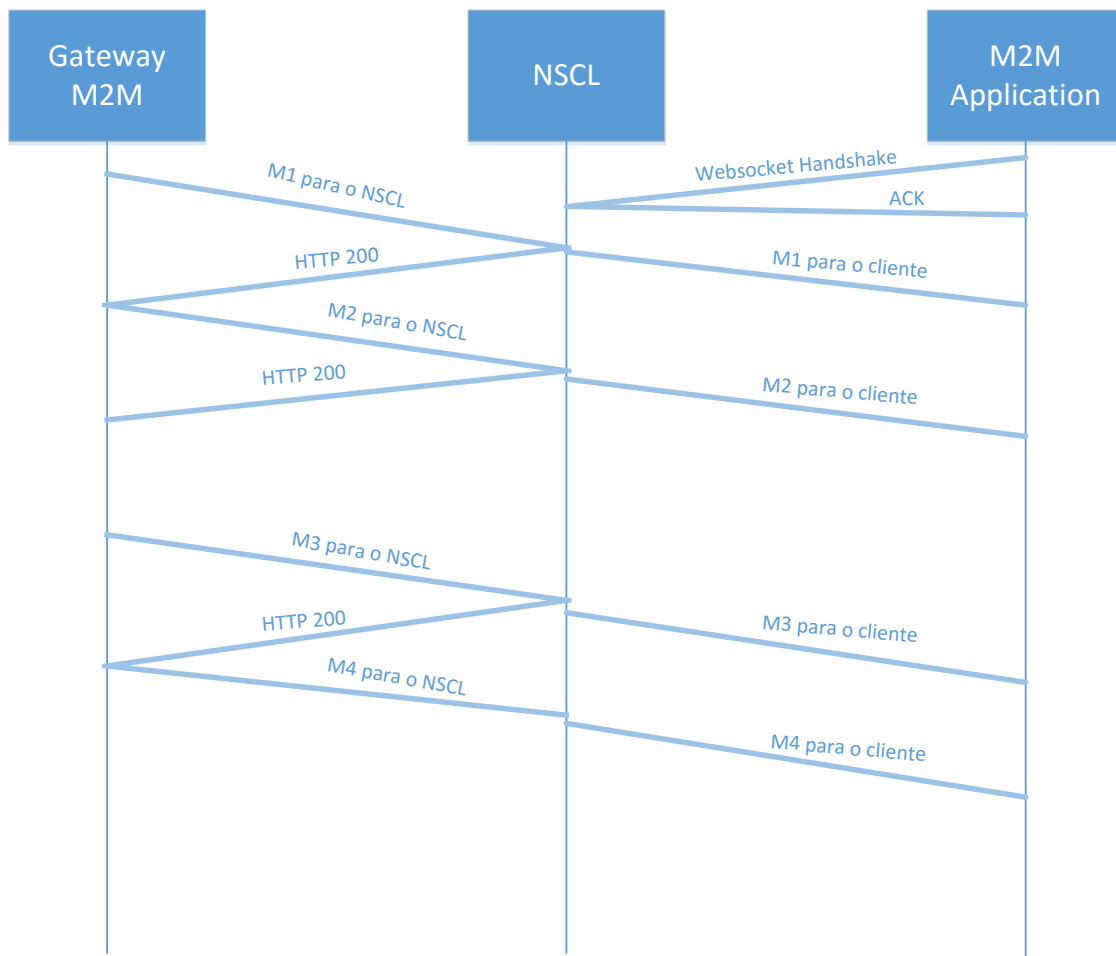 Gateway
M2M
NSCL
M2M
Application
Websocket Handshake
M1 para o NSCL
ACK
HTTP 200
M1 para o cliente
M2 para o NSCL
HTTP 200
M2 para o cliente
M3 para o NSCL
HTTP 200
M3 para o cliente
M4 para o NSCL
M4 para o cliente